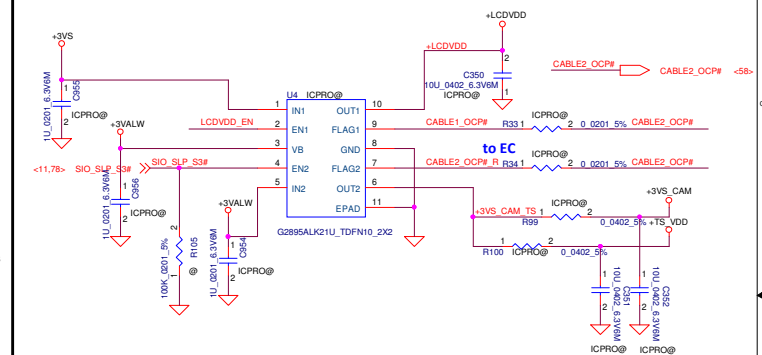 +LCDVDD
+3VS
+LCDVDD
CABLE2_OCP#
CABLE2_OCP# <58>
1
2
C955
1U_0201_6.3V6M
ICPRO@
1
2
C350
10U_0402_6.3V6M
ICPRO@
U4 ICPRO@
1 IN1 OUT1 10
LCDVDD_EN 2 EN1 FLAG1 9 CABLE1_OCP# R33 1 ICPRO@ 2 0_0201_5% CABLE2_OCP#
+3VALW
3 VB GND 8
to EC
<11,78> SIO_SLP_S3# SIO_SLP_S3# 4 EN2 FLAG2 7 CABLE2_OCP#_R R34 1 ICPRO@ 2 0_0201_5% CABLE2_OCP#
5 IN2 OUT2 6
EPAD 11
G2895ALK21U_TDFN10_2X2
1
2
C956
1U_0201_6.3V6M
ICPRO@
+3VALW
2
1
R105
100K_0201_5%
@
1
2
C954
1U_0201_6.3V6M
ICPRO@
+3VS_CAM
+3VS_CAM_TS 1 ICPRO@ 2
R99 0_0402_5% +TS_VDD
R100 1 ICPRO@ 2 0_0402_5%
1
2
C351
10U_0402_6.3V6M
ICPRO@
1
2
C352
10U_0402_6.3V6M
ICPRO@